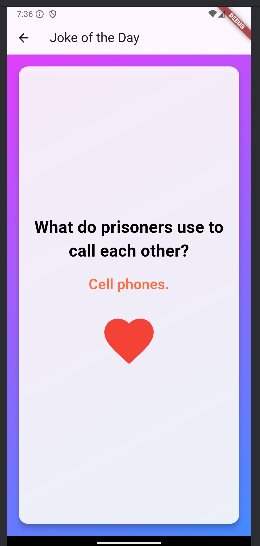 7:36
DEBUG
Joke of the Day
What do prisoners use to
call each other?
Cell phones.